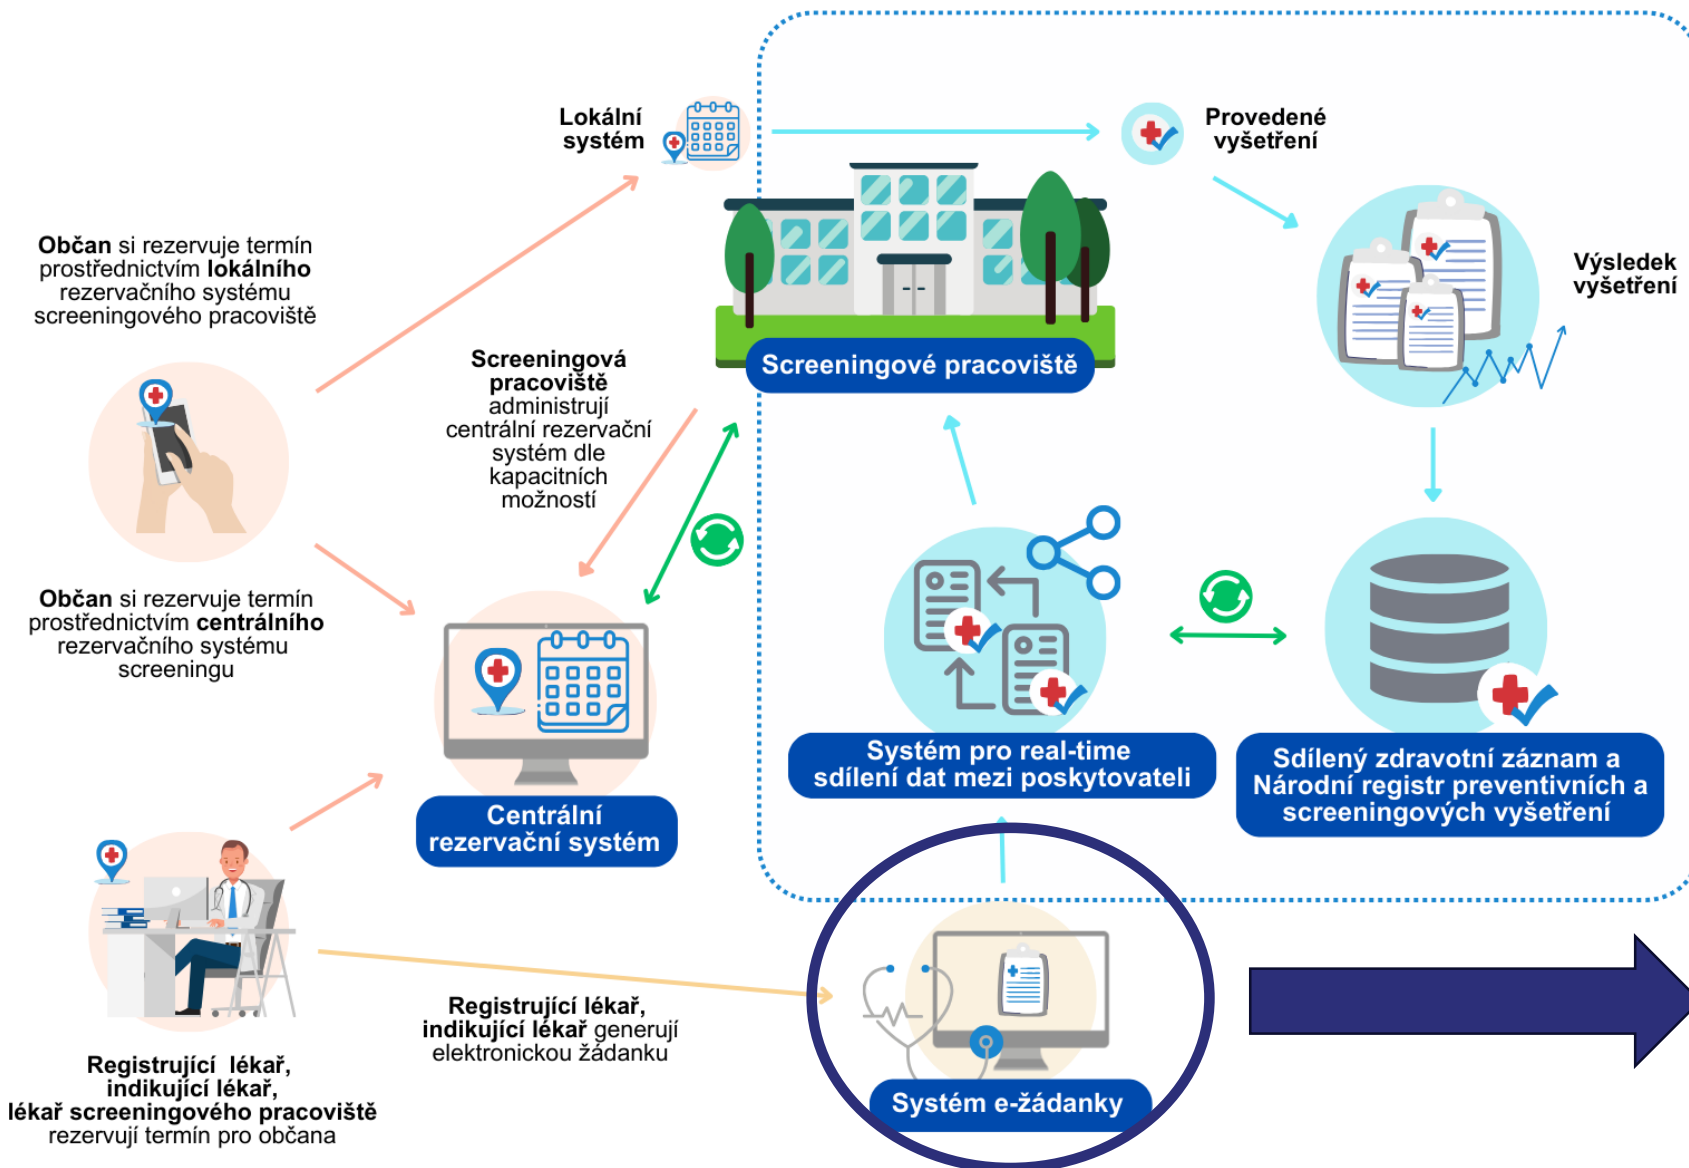 Lokální
systém
Provedené
vyšetření
Občan si rezervuje termín
prostřednictvím lokálního
rezervačního systému
screeningového pracoviště
Výsledek
vyšetření
Screeningová
pracoviště
administrují
centrální rezervační
systém dle
kapacitních
možností
Screeningové pracoviště
Občan si rezervuje termín
prostřednictvím centrálního
rezervačního systému
screeningu
Centrální
rezervační systém
Systém pro real-time
sdílení dat mezi poskytovateli
Sdílený zdravotní záznam a
Národní registr preventivních a
screeningových vyšetření
Registrující lékař,
indikující lékař generují
elektronickou žádanku
Registrující lékař,
indikující lékař,
lékař screeningového pracoviště
rezervují termín pro občana
Systém e-žádanky